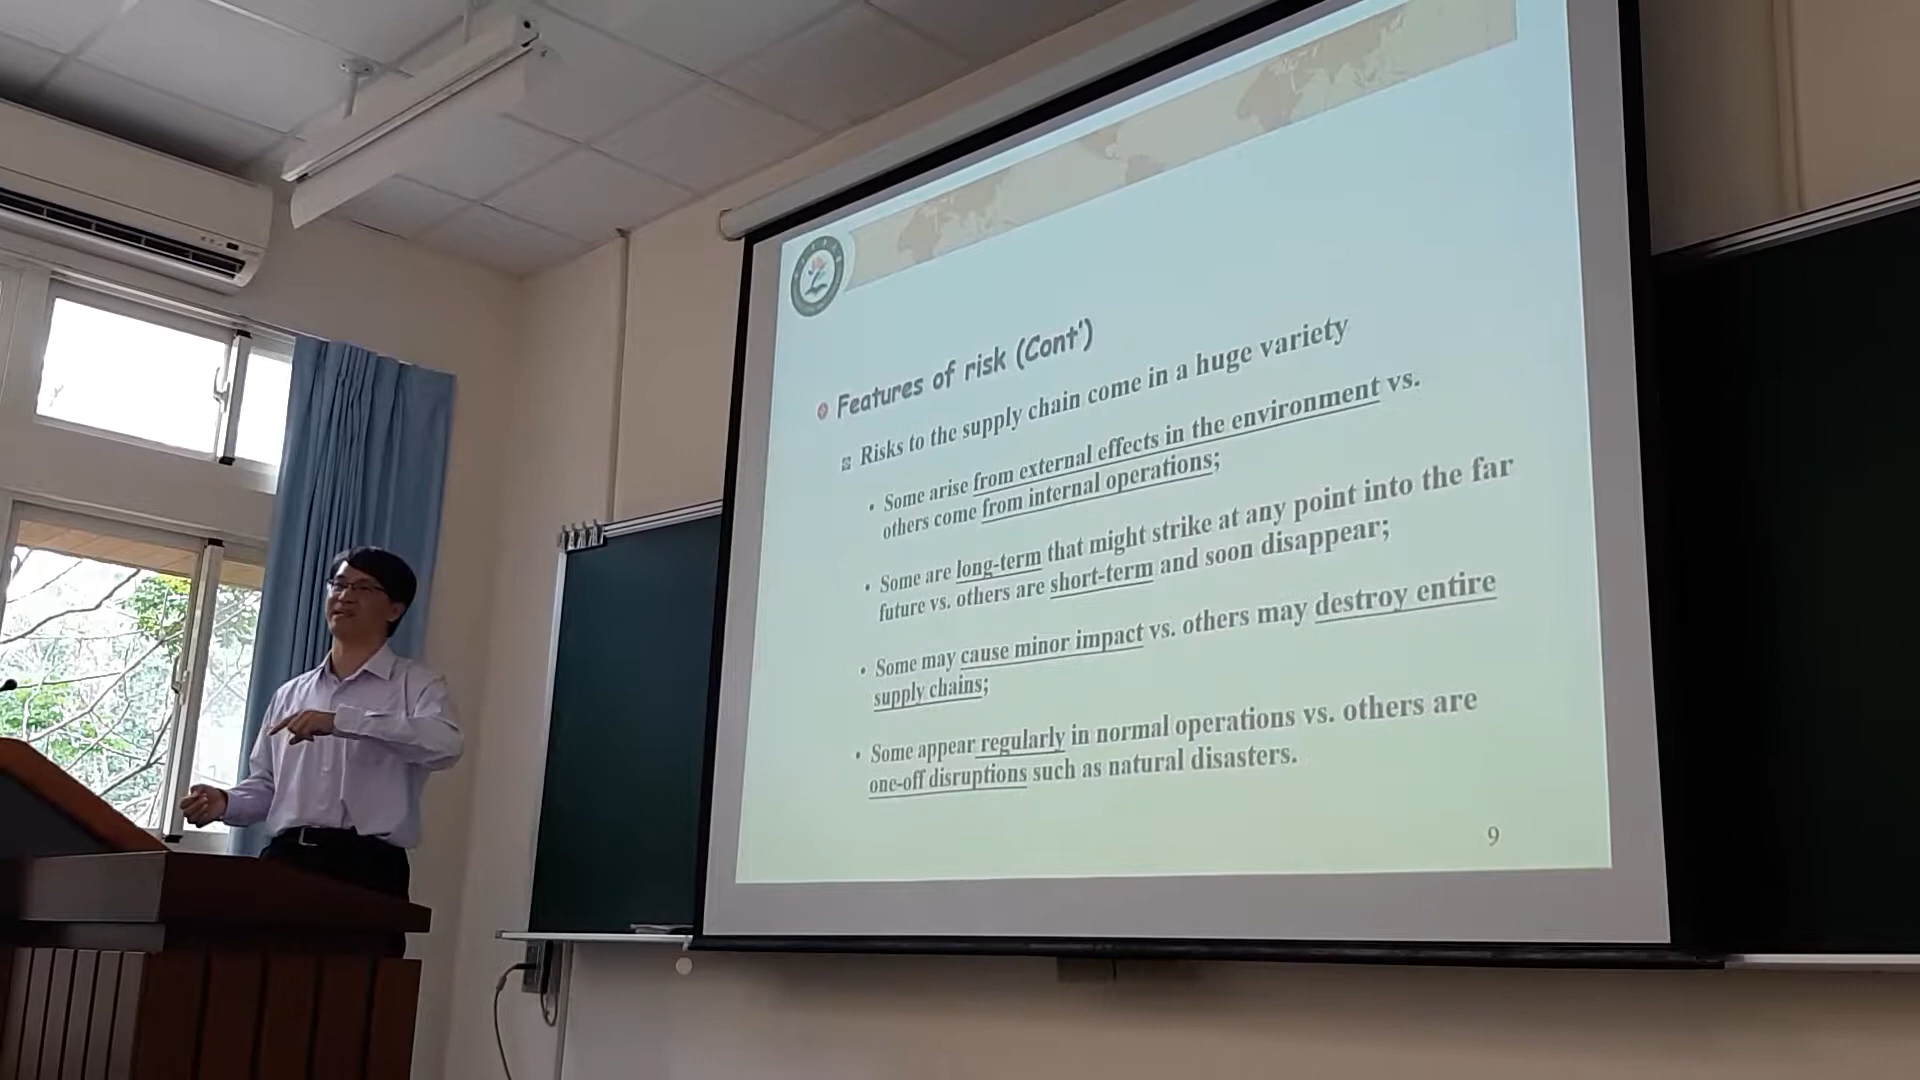 Features of risk (Cont')
Risks to the supply chain come in a huge variety
• Some arise from external effects in the environment vs.
others come from internal operations;
• Some are long-term that might strike at any point into the far
future vs. others are short-term and soon disappear;
• Some may cause minor impact vs. others may destroy entire
supply chains;
• Some appear regularly in normal operations vs. others are
one-off disruptions such as natural disasters.
9